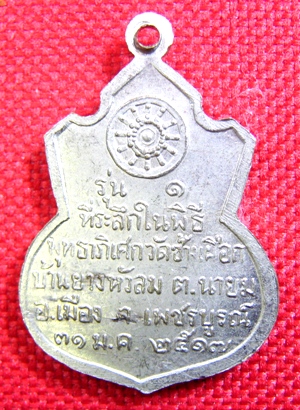 รุ่น ๑
ที่ระลึกในพิธี
พุทธาภิเศกวัดช้างเผือก
บ้านยางหัวลม ต.นายม
อ.เมือง จ.เพชรบูรณ์
๓๑ ม.ค. ๒๕๑๗